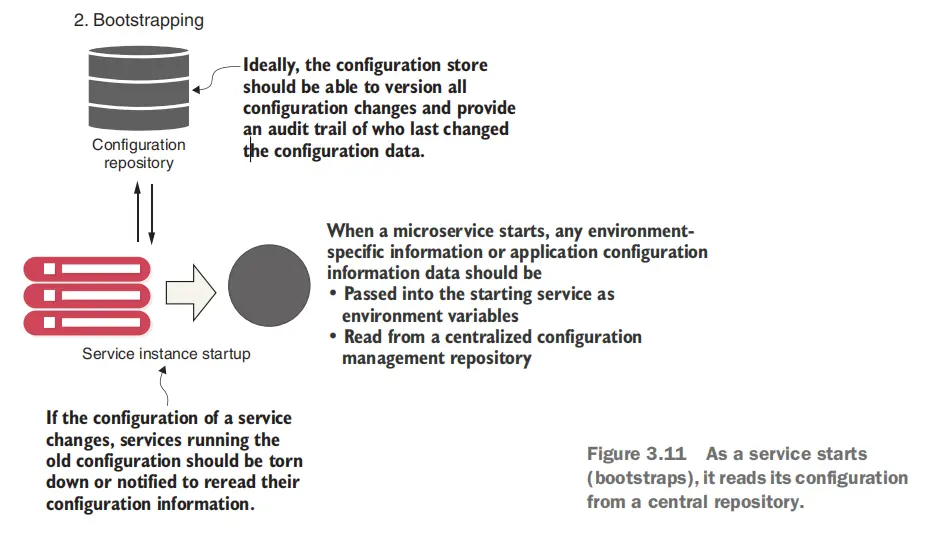 2. Bootstrapping
Ideally, the configuration store
should be able to version all
configuration changes and provide
an audit trail of who last changed
the configuration data.
Configuration
repository
When a microservice starts, any environment-
specific information or application configuration
information data should be
• Passed into the starting service as
environment variables
• Read from a centralized configuration
management repository
Service instance startup
If the configuration of a service
changes, services running the
old configuration should be torn
down or notified to reread their
configuration information.
Figure 3.11 As a service starts
(bootstraps), it reads its configuration
from a central repository.